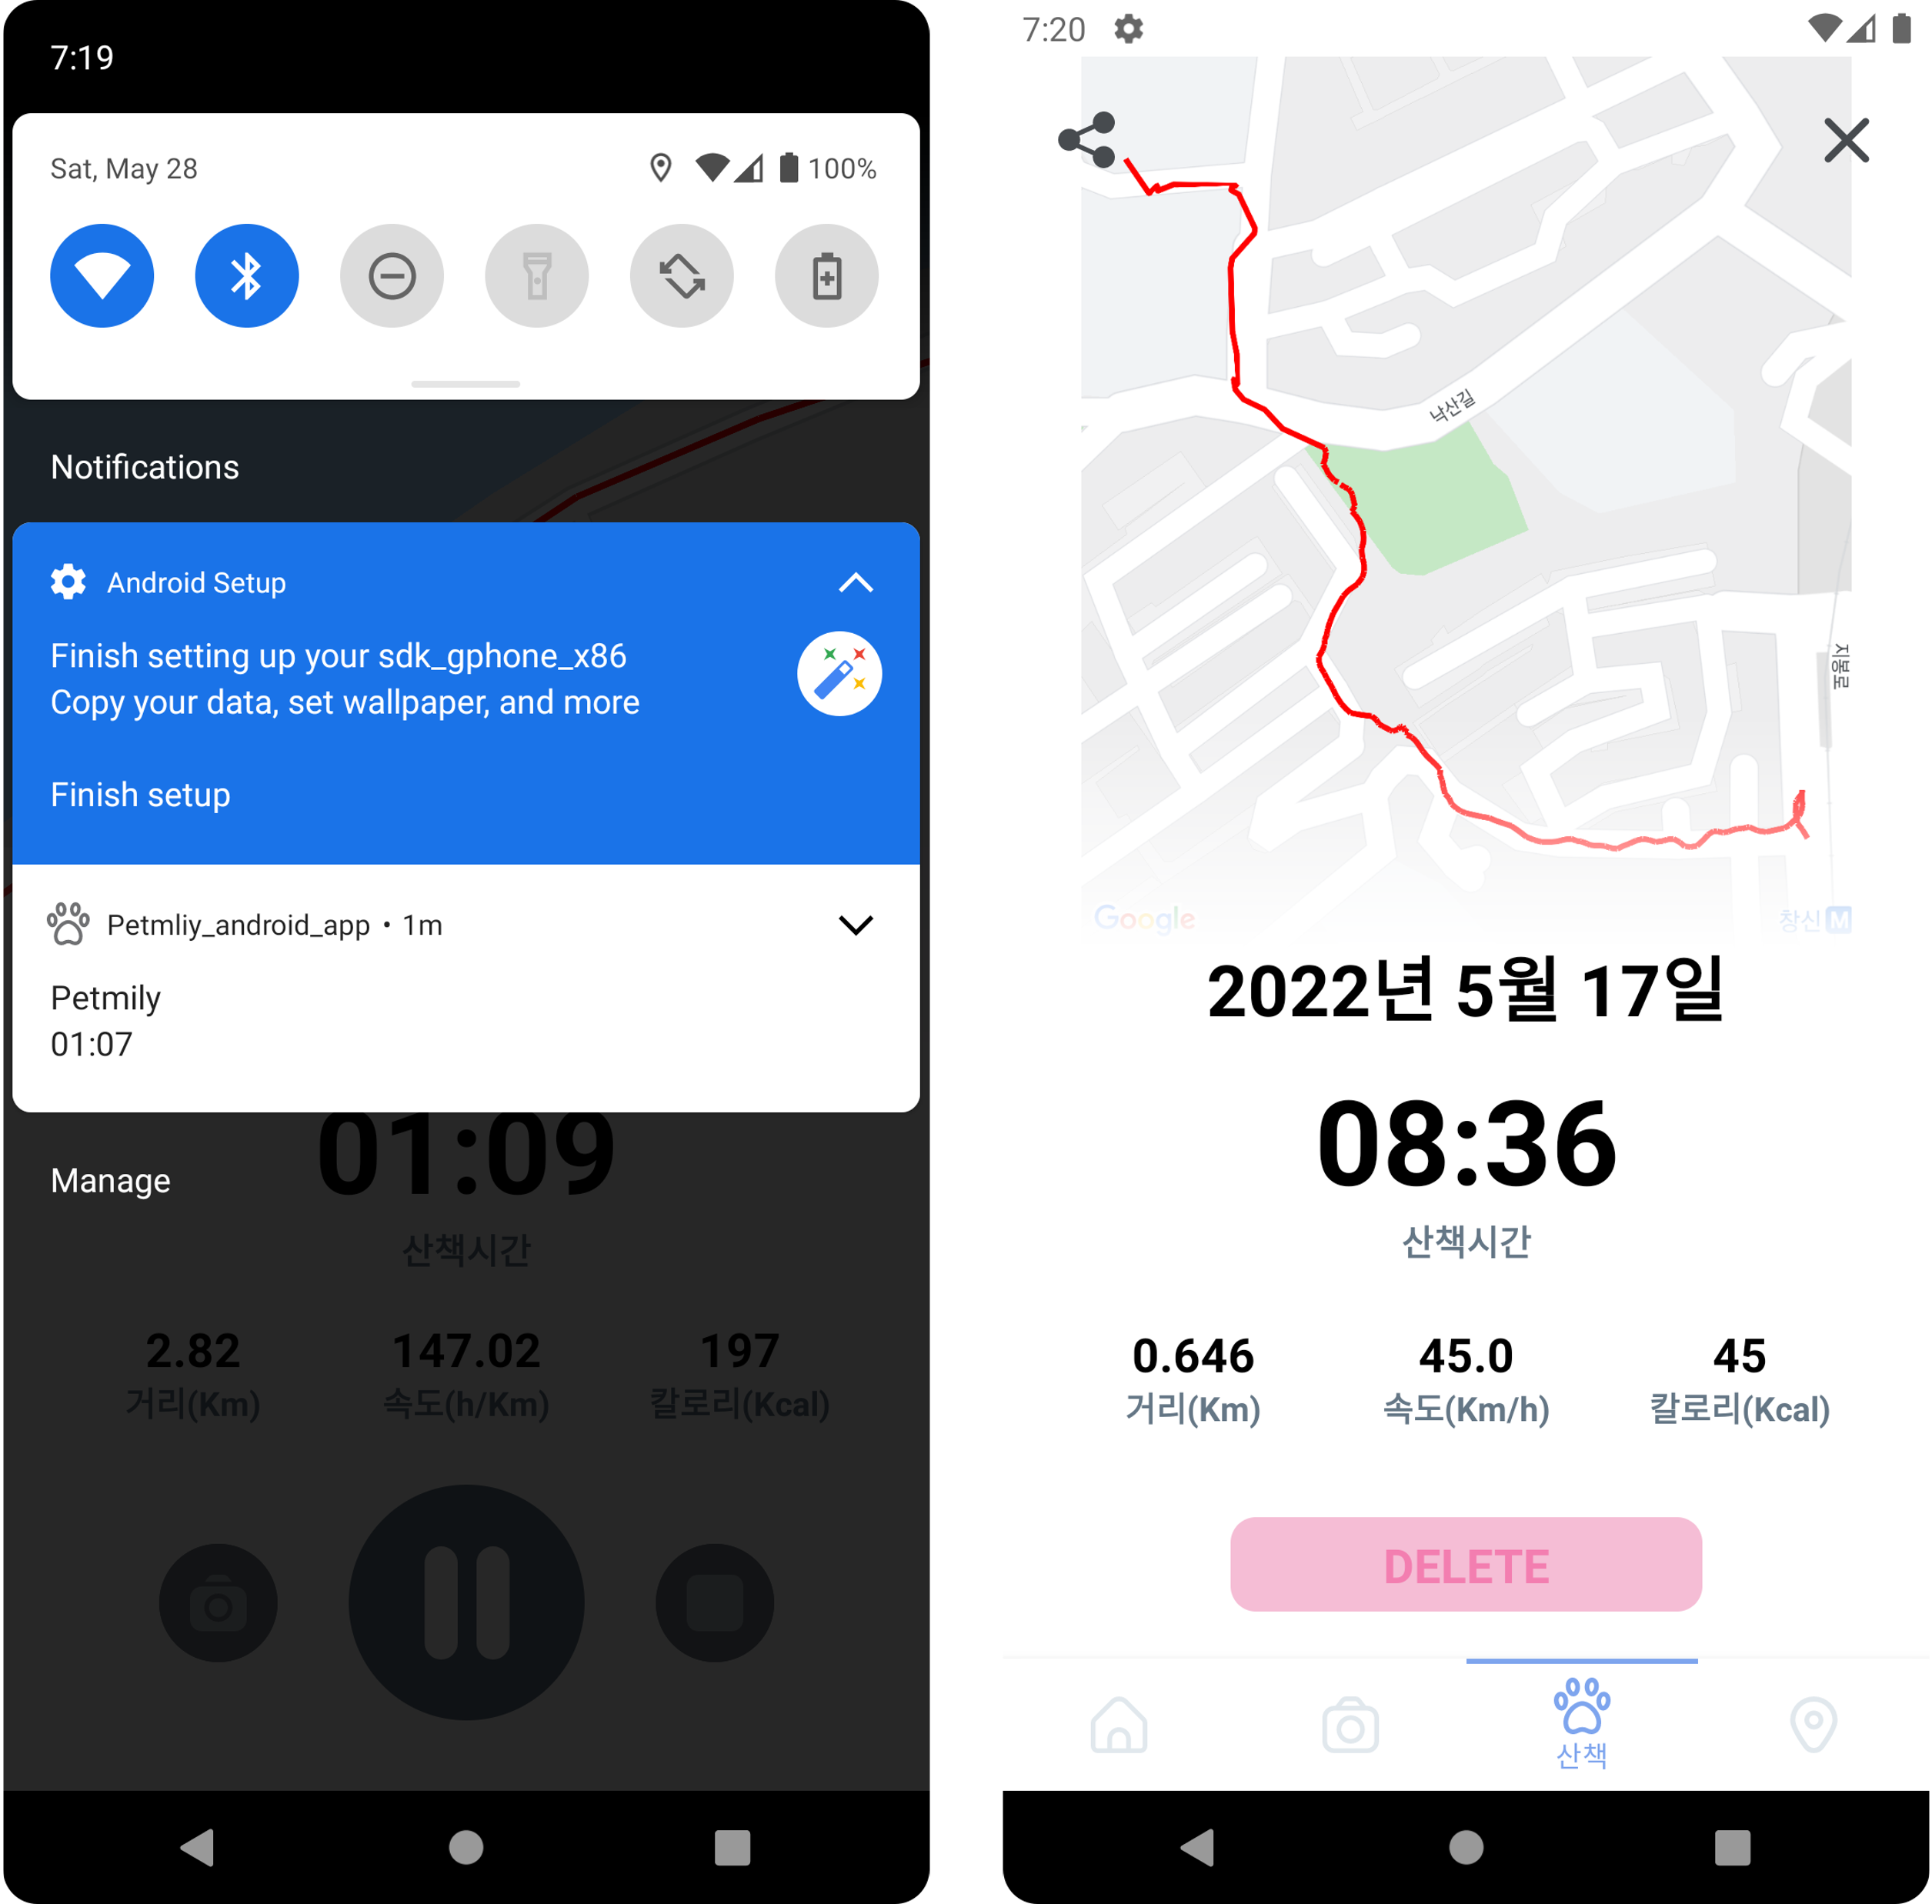 7:19
Sat, May 28
100%
Notifications
Android Setup
Finish setting up your sdk_gphone_x86
Copy your data, set wallpaper, and more
Finish setup
Petmliy_android_app • 1m
Petmily
01:07
01:09
Manage
산책시간
2.82 147.02 197
거리(Km) 속도(h/Km) 칼로리(Kcal)
7:20
낙산길
지봉로
Google
창신 M
2022년 5월 17일
08:36
산책시간
0.646 45.0 45
거리(Km) 속도(Km/h) 칼로리(Kcal)
DELETE
산책